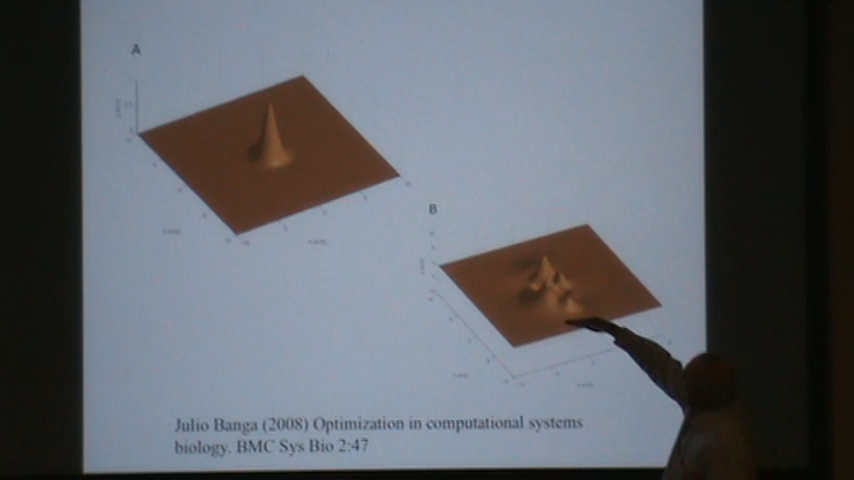 A
B
Julio Banga (2008) Optimization in computational systems
biology. BMC Sys Bio 2:47